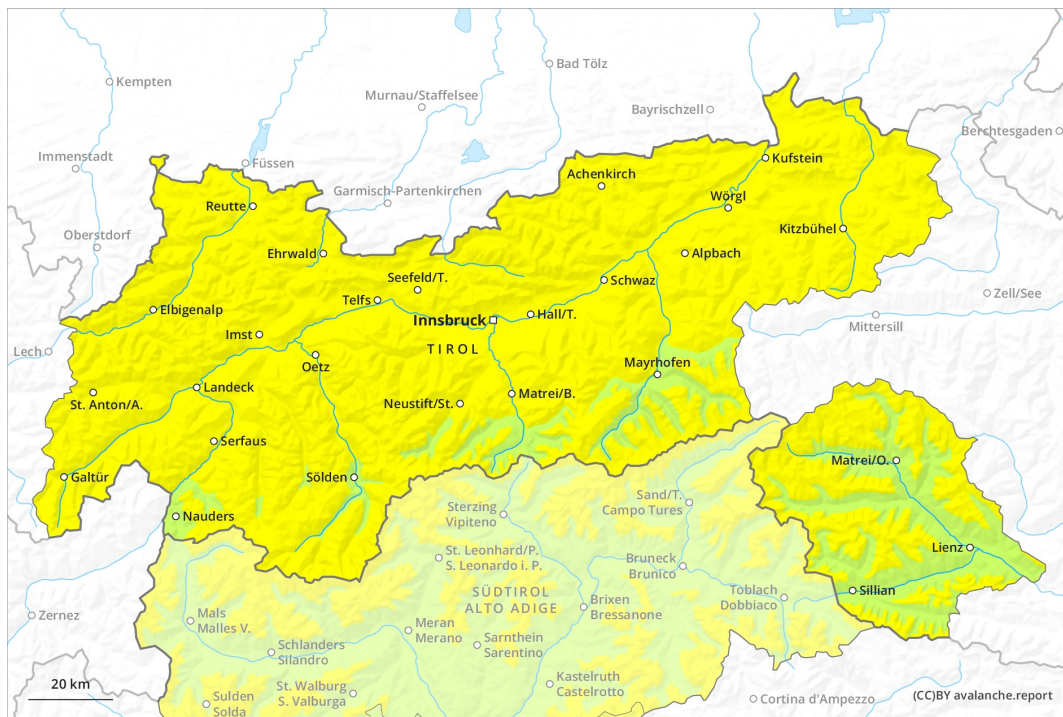 Kempten
Bad Tölz
Murnau/Staffelsee
Bayrischzell
Berchtesgaden
Immenstadt
Füssen
Kufstein
Garmisch-Partenkirchen
Achenkirch
Reutte
Wörgl
Oberstdorf
Kitzbühel
Ehrwald
Alpbach
Seefeld/T.
Schwaz
Telfs
Zell/See
Elbigenalp
Hall/T.
Innsbruck
Mittersill
Imst
TIROL
Lech
Oetz
Mayrhofen
Landeck
St. Anton/A.
Neustift/St.
Matrei/B.
Serfaus
Matrei/O.
Galtür
Sölden
Sand/T.
Campo Tures
Sterzing
Vipiteno
Nauders
Lienz
St. Leonhard/P.
S. Leonardo i. P.
Bruneck
Brunico
Sillian
SÜDTIROL
ALTO ADIGE
Toblach
Dobbiaco
Brixen
Bressanone
Zernez
Mals
Malles V.
Meran
Merano
Sarnthein
Sarentino
Schlanders
Silandro
Kastelruth
Castelrotto
20 km
St. Walburg
S. Valburga
Sulden
Solda
Cortina d'Ampezzo
(CC)BY avalanche.report